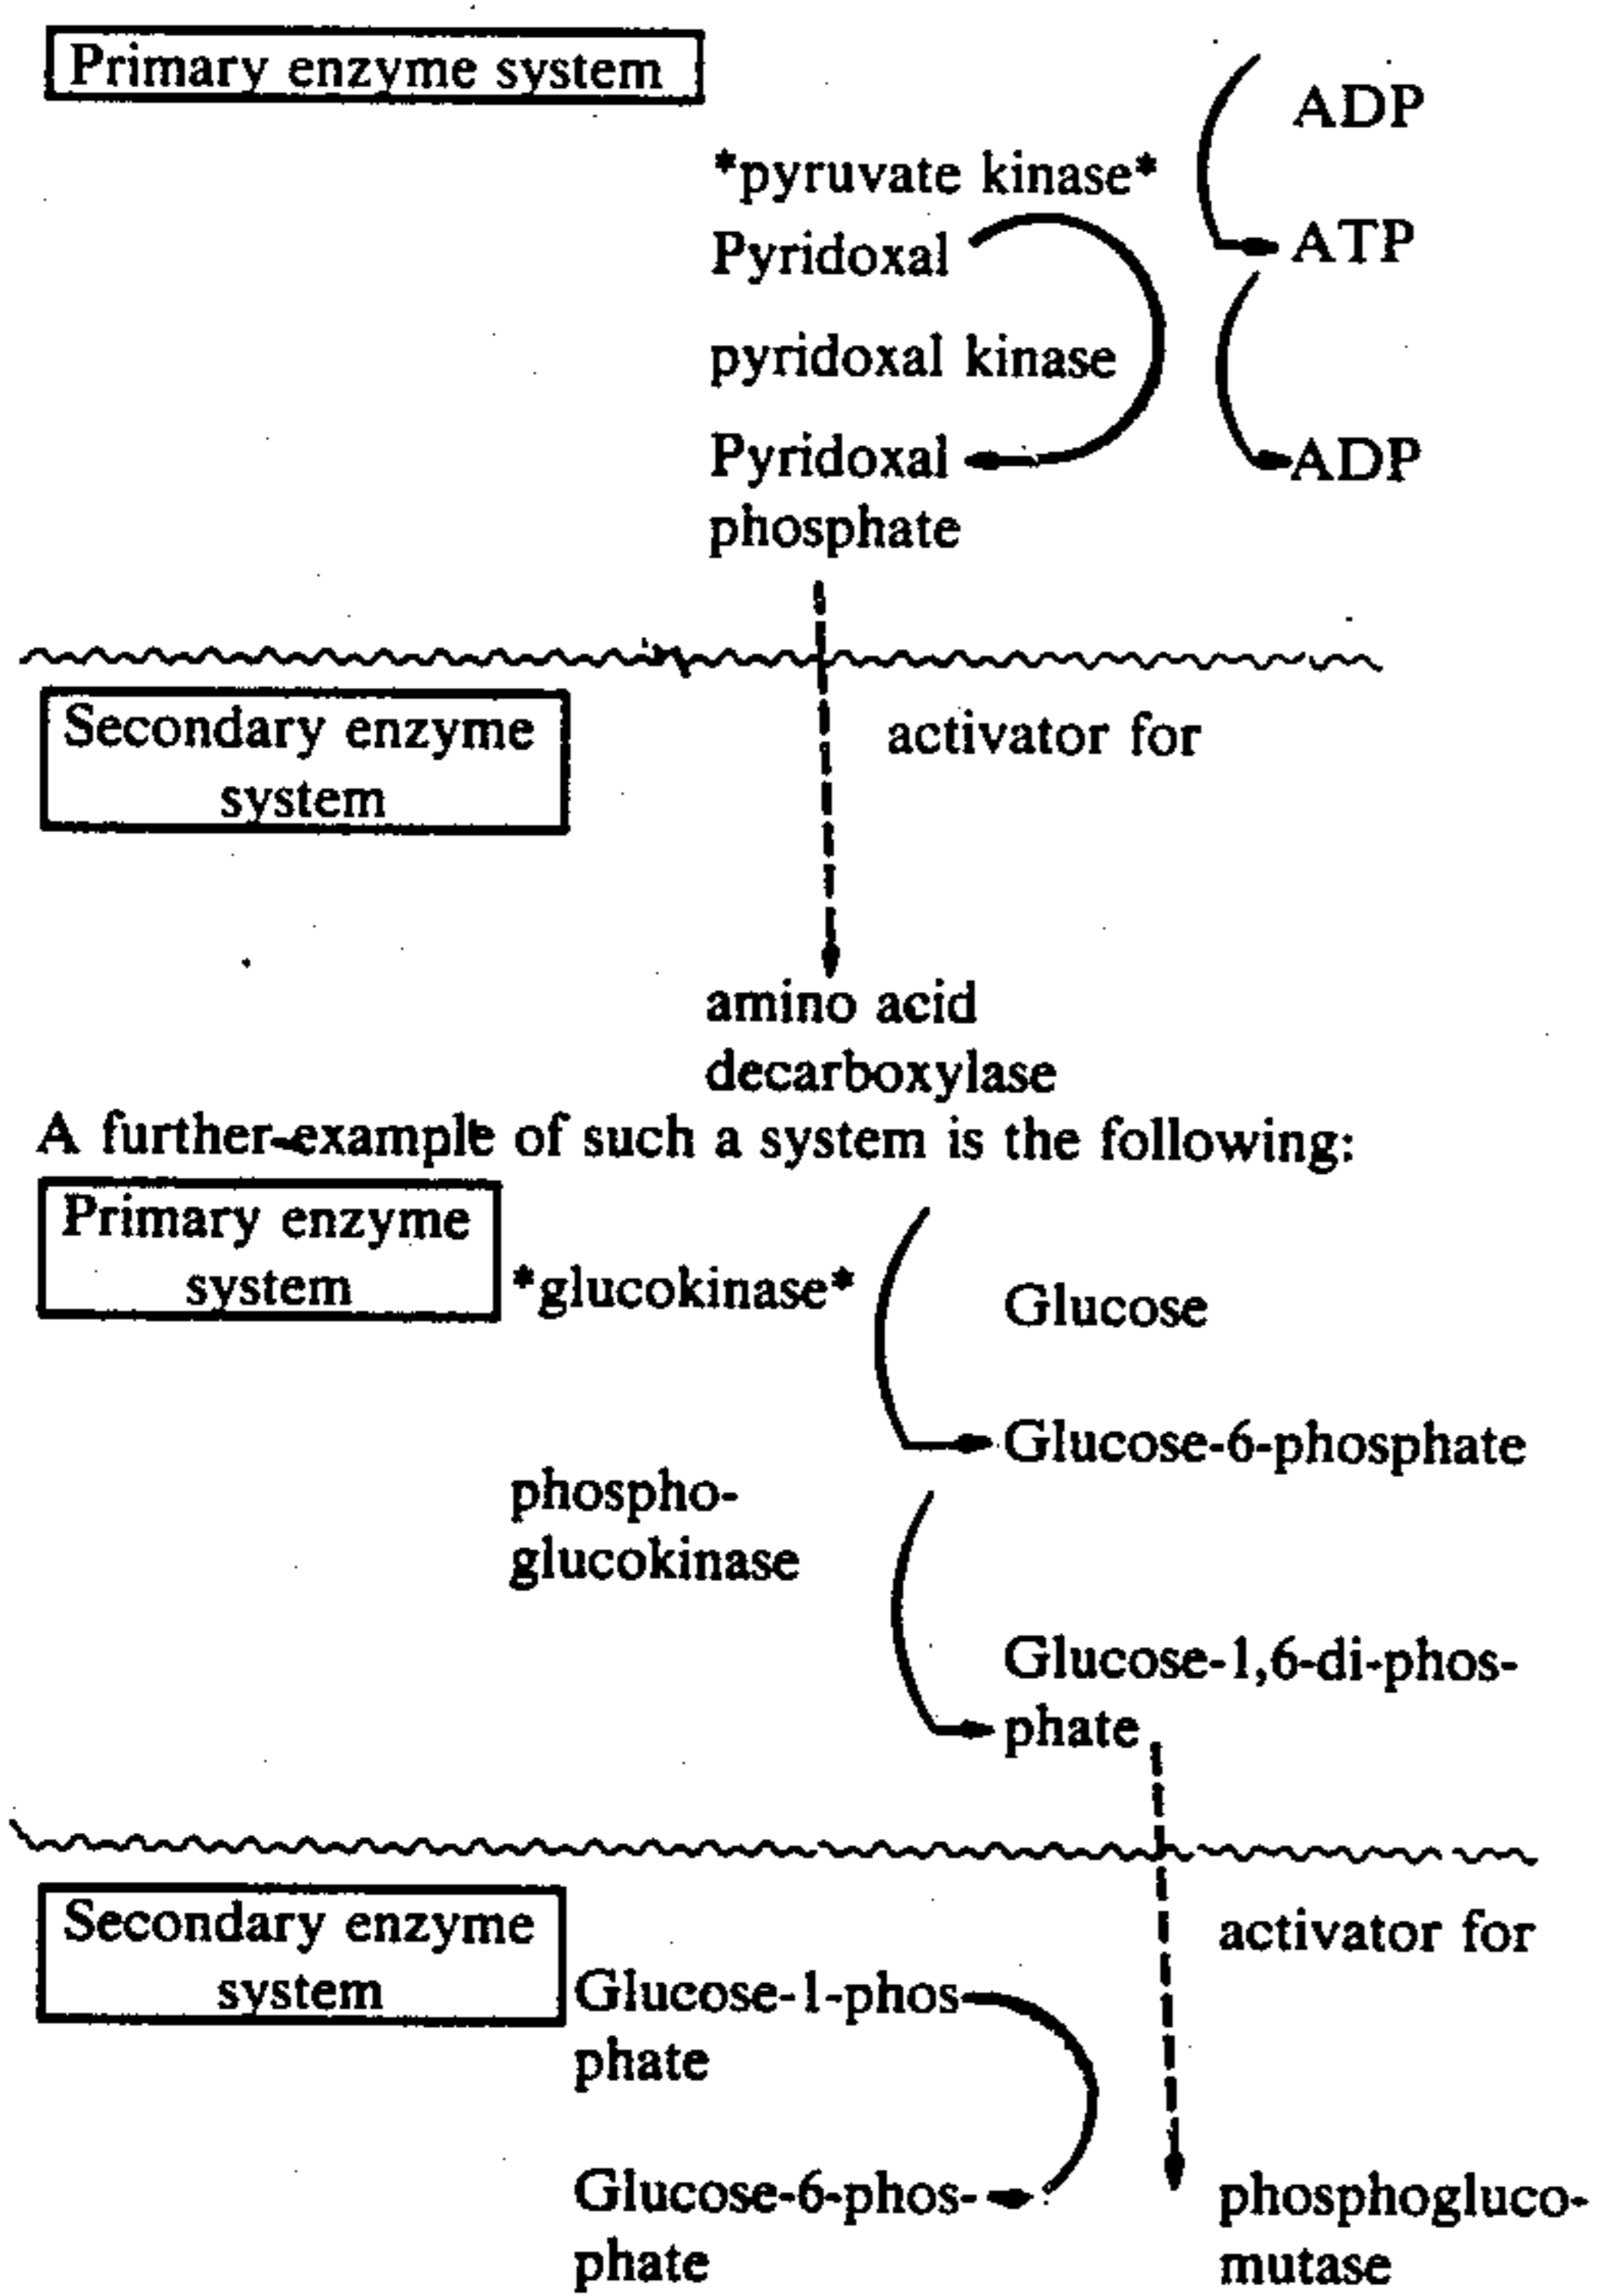 Primary enzyme system
ADP
*pyruvate kinase*
Pyridoxal
ATP
pyridoxal kinase
Pyridoxal
phosphate
ADP
Secondary enzyme
system
activator for
amino acid
decarboxylase
A further example of such a system is the following:
Primary enzyme
system
*glucokinase*
Glucose
Glucose-6-phosphate
phospho-
glucokinase
Glucose-1,6-di-phos-
phate
Secondary enzyme
system
activator for
Glucose-1-phos-
phate
Glucose-6-phos-
phate
phosphogluco-
mutase